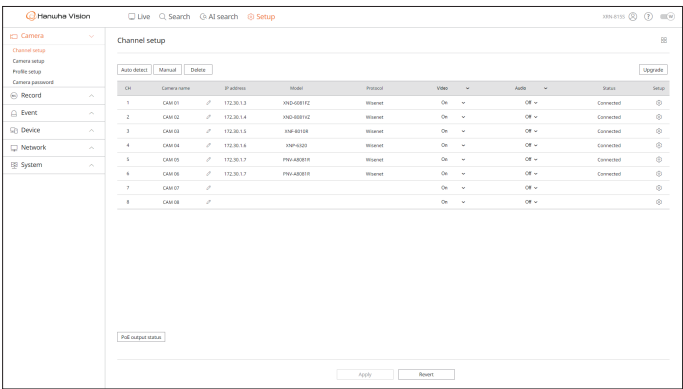 Hanwha Vision Live Search AI search Setup XRN-815S ?
Camera
Channel setup
Camera setup
Profile setup
Camera password
Record
Event
Device
Network
System
Channel setup
Auto detect Manual Delete Upgrade
CH Camera name IP address Model Protocol Video Audio Status Setup
1 CAM 01 172.30.1.3 XND-6081VZ Wisenet On Off Connected
2 CAM 02 172.30.1.4 XND-8081VZ Wisenet On Off Connected
3 CAM 03 172.30.1.5 XNF-8010R Wisenet On Off Connected
4 CAM 04 172.30.1.6 XNP-6320 Wisenet On Off Connected
5 CAM 05 172.30.1.7 PNV-A8081R Wisenet On Off Connected
6 CAM 06 172.30.1.7 PNV-A8081R Wisenet On Off Connected
7 CAM 07 On Off
8 CAM 08 On Off
PoE output status
Apply Revert